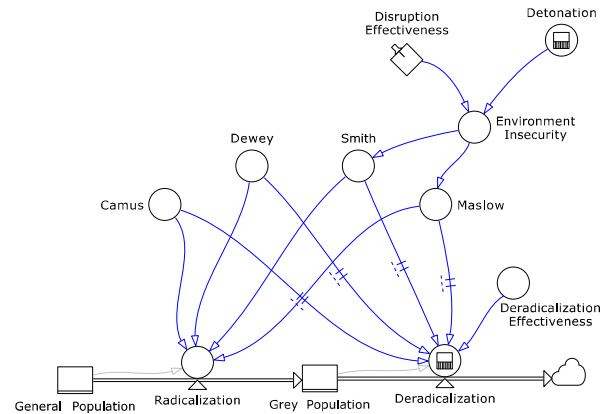 Disruption
Effectiveness
Detonation
Environment
Insecurity
Dewey
Smith
Camus
Maslow
Deradicalization
Effectiveness
General Population
Radicalization
Grey Population
Deradicalization